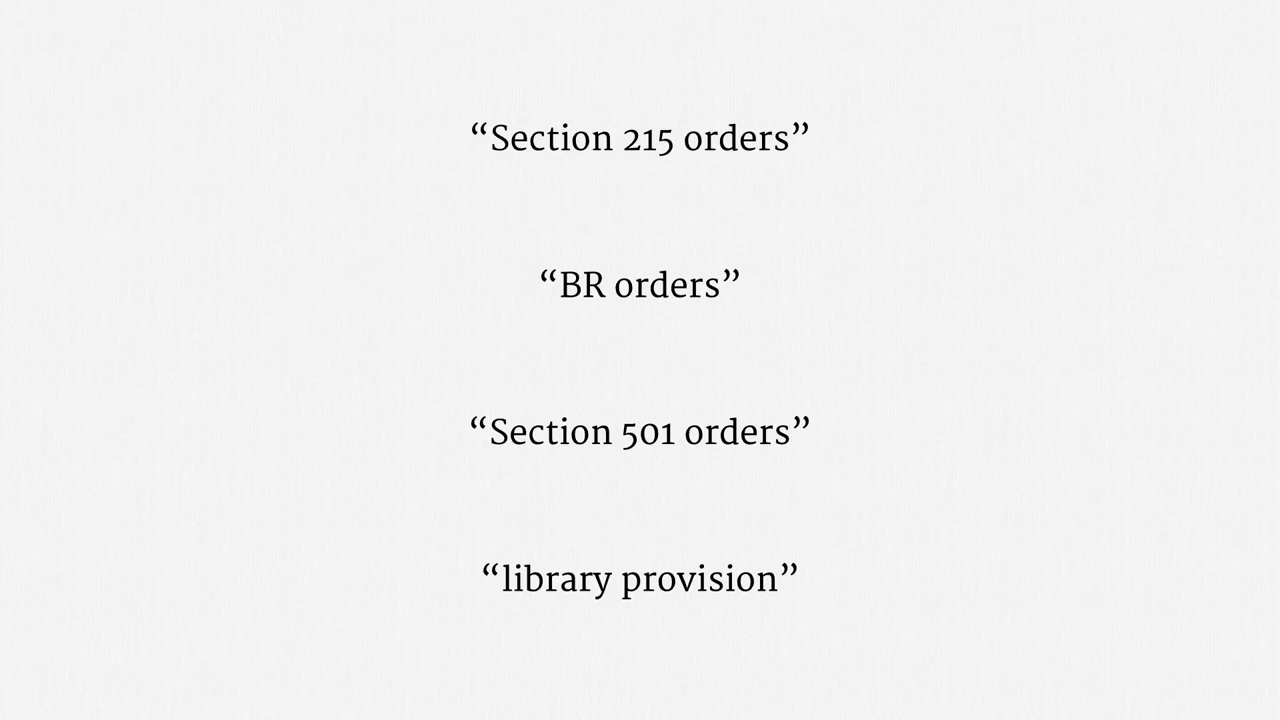 “Section 215 orders”
“BR orders”
“Section 501 orders”
“library provision”